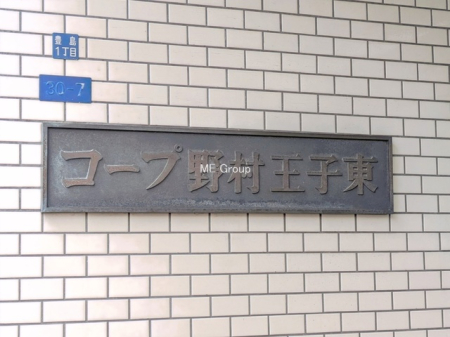 豊島
1丁目
30-7
コープ野村王子東
ME Group